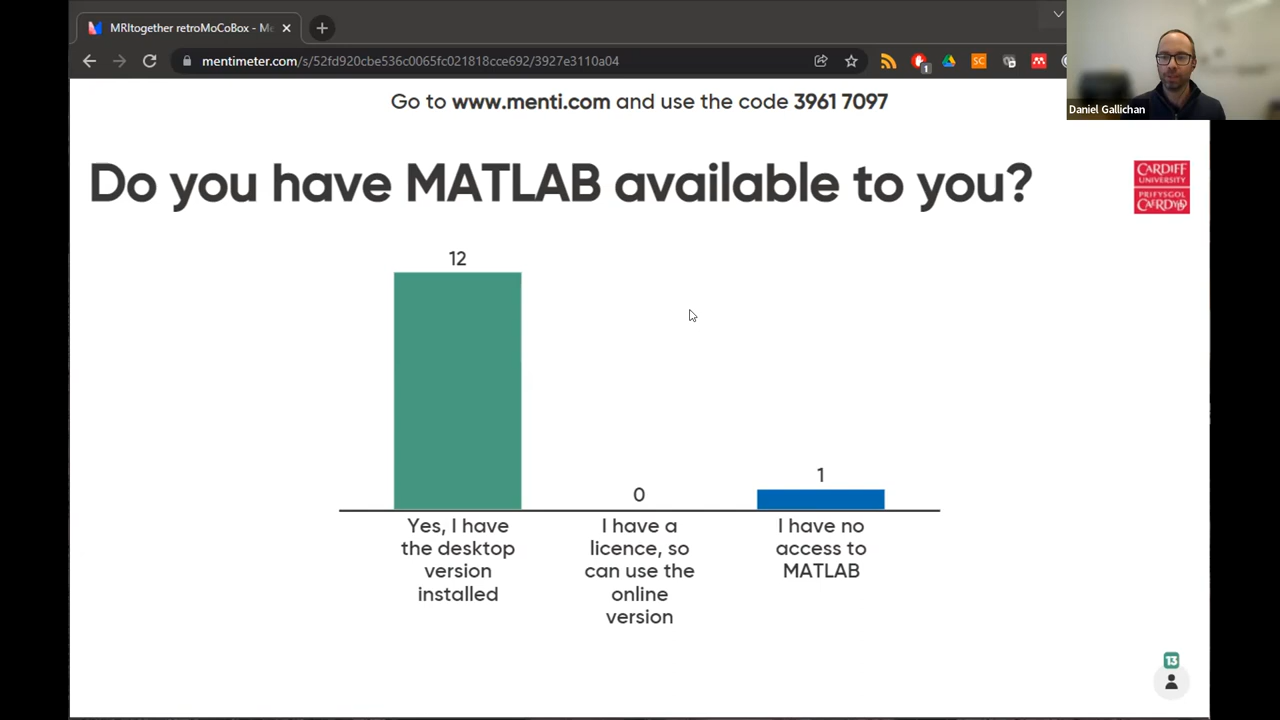 MRItogether retroMoCoBox - Me
mentimeter.com/s/52fd920cbe536c0065fc021818cce692/3927e3110a04
1
SC
Daniel Gallichan
Go to www.menti.com and use the code 3961 7097
Do you have MATLAB available to you?
CARDIFF
UNIVERSITY
PRIFYSGOL
CAERDYDD
12
0
1
Yes, I have
the desktop
version
installed
I have a
licence, so
can use the
online
version
I have no
access to
MATLAB
13